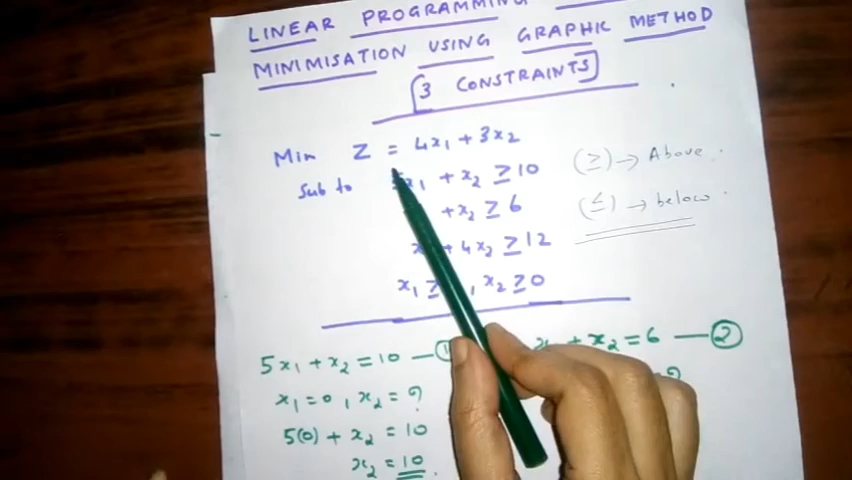 LINEAR PROGRAMMING
MINIMISATION USING GRAPHIC METHOD
(3 CONSTRAINTS)
Min Z = 4x₁ + 3x₂
Sub to 5x₁ + x₂ ≥ 10 (≥) → Above
+ x₂ ≥ 6 (≤) → below
x + 4x₂ ≥ 12
x₁ ≥ , x₂ ≥ 0
5x₁ + x₂ = 10 — ①
x₁ + x₂ = 6 — ②
x₁ = 0, x₂ = ?
5(0) + x₂ = 10
x₂ = 10